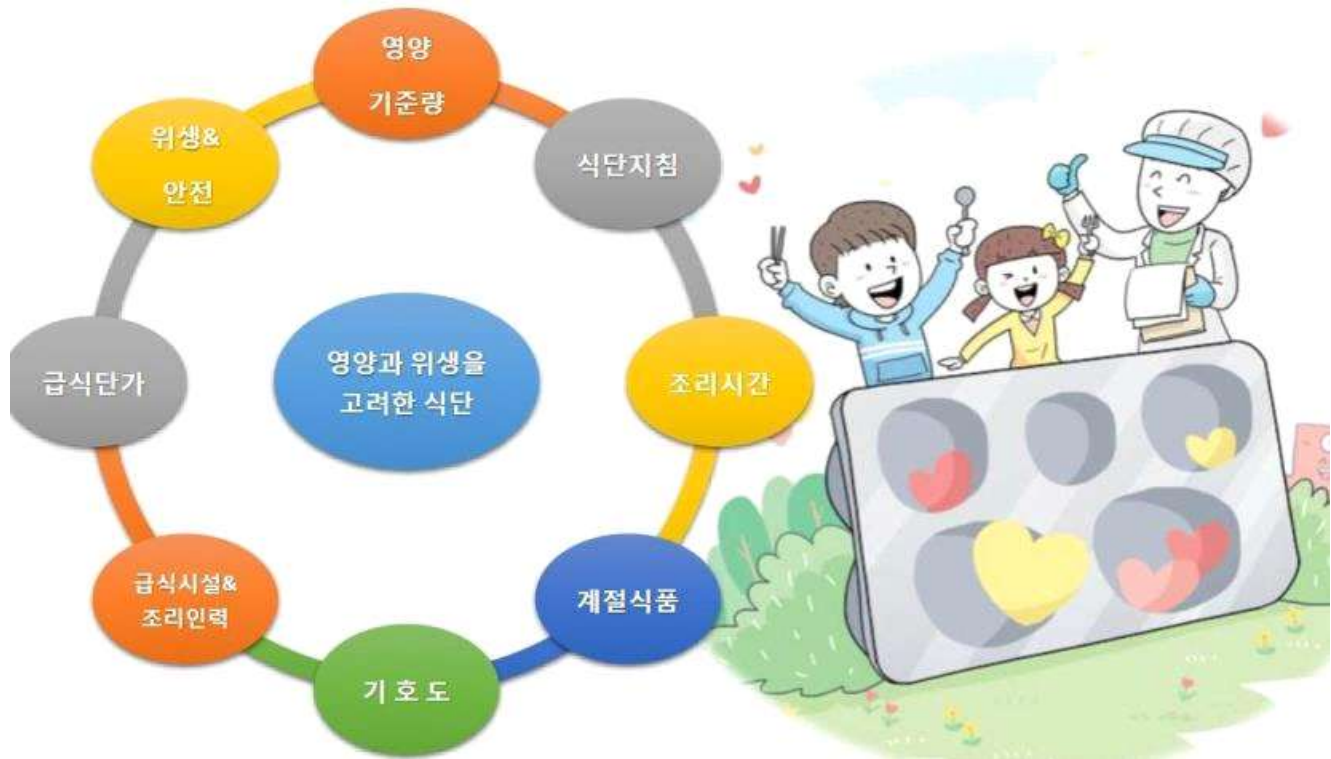 영양
기준량
위생&
안전
식단지침
급식단가
영양과 위생을
고려한 식단
조리시간
급식시설&
조리인력
계절식품
기 호 도